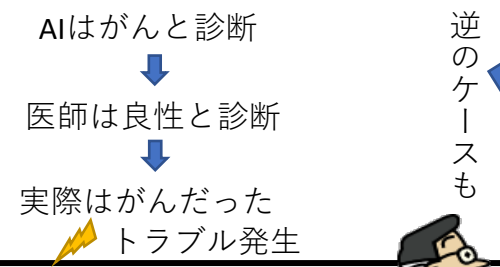 AIはがんと診断
医師は良性と診断
実際はがんだった
トラブル発生
逆のケースも